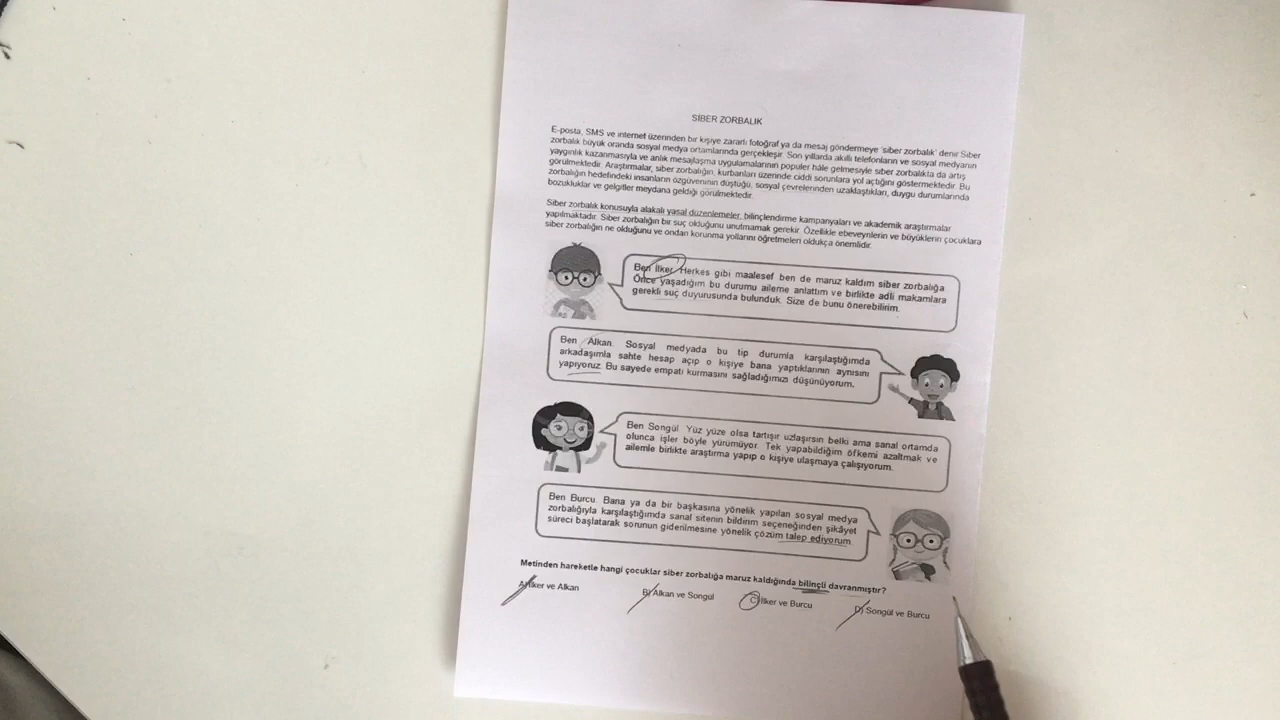 SİBER ZORBALIK
E-posta, SMS ve internet üzerinden bir kişiye zararlı fotoğraf ya da mesaj göndermeye 'siber zorbalık' denir. Siber
zorbalık büyük oranda sosyal medya ortamlarında gerçekleşir. Son yıllarda akıllı telefonların ve sosyal medyanın
yaygınlık kazanmasıyla ve anlık mesajlaşma uygulamalarının popüler hâle gelmesiyle siber zorbalıkta da artış
görülmektedir. Araştırmalar, siber zorbalığın, kurbanları üzerinde ciddi sorunlara yol açtığını göstermektedir. Bu
zorbalığın hedefindeki insanların özgüveninin düştüğü, sosyal çevrelerinden uzaklaştıkları, duygu durumlarında
bozukluklar ve gelgitler meydana geldiği görülmektedir.
Siber zorbalık konusuyla alakalı yasal düzenlemeler, bilinçlendirme kampanyaları ve akademik araştırmalar
yapılmaktadır. Siber zorbalığın bir suç olduğunu unutmamak gerekir. Özellikle ebeveynlerin ve büyüklerin çocuklara
siber zorbalığın ne olduğunu ve ondan korunma yollarını öğretmeleri oldukça önemlidir.
Ben İlker. Herkes gibi maalesef ben de maruz kaldım siber zorbalığa.
Önce yaşadığım bu durumu aileme anlattım ve birlikte adli makamlara
gerekli suç duyurusunda bulunduk. Size de bunu önerebilirim.
Ben Alkan. Sosyal medyada bu tip durumla karşılaştığımda
arkadaşımla sahte hesap açıp o kişiye bana yaptıklarının aynısını
yapıyoruz. Bu sayede empati kurmasını sağladığımızı düşünüyorum.
Ben Songül. Yüz yüze olsa tartışır uzlaşırsın belki ama sanal ortamda
olunca işler böyle yürümüyor. Tek yapabildiğim öfkemi azaltmak ve
ailemle birlikte araştırma yapıp o kişiye ulaşmaya çalışıyorum.
Ben Burcu. Bana ya da bir başkasına yönelik yapılan sosyal medya
zorbalığıyla karşılaştığımda sanal sitenin bildirim seçeneğinden şikâyet
süreci başlatarak sorunun giderilmesine yönelik çözüm talep ediyorum.
Metinden hareketle hangi çocuklar siber zorbalığa maruz kaldığında bilinçli davranmıştır?
A) İlker ve Alkan B) Alkan ve Songül C) İlker ve Burcu D) Songül ve Burcu